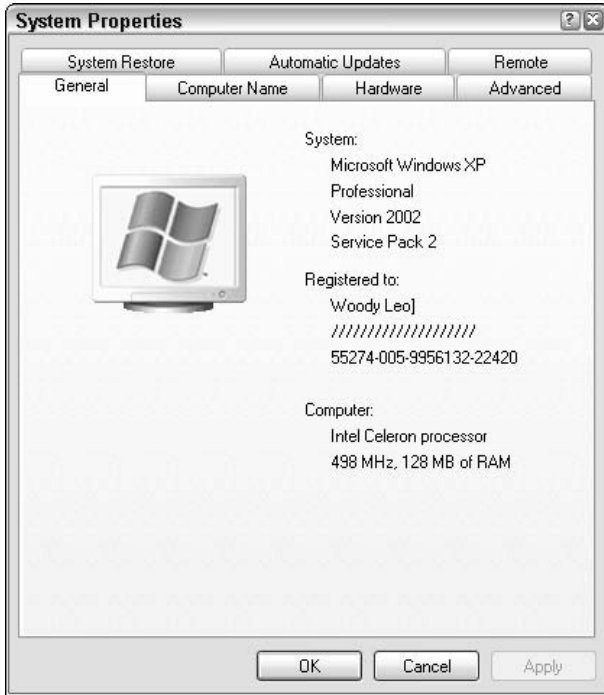 System Properties
System Restore
Automatic Updates
Remote
General
Computer Name
Hardware
Advanced
System:
Microsoft Windows XP
Professional
Version 2002
Service Pack 2
Registered to:
Woody Leo]
////////////////////
55274-005-9956132-22420
Computer:
Intel Celeron processor
498 MHz, 128 MB of RAM
OK
Cancel
Apply